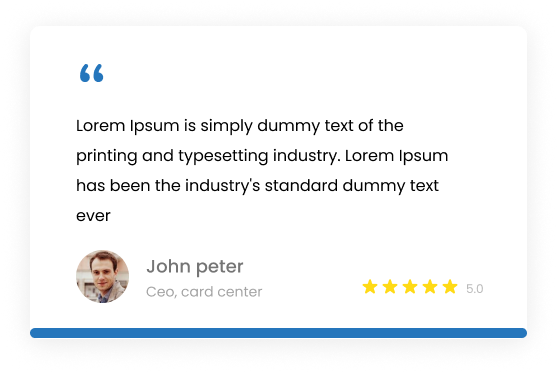 “
Lorem Ipsum is simply dummy text of the
printing and typesetting industry. Lorem Ipsum
has been the industry's standard dummy text
ever
John peter
Ceo, card center
5.0